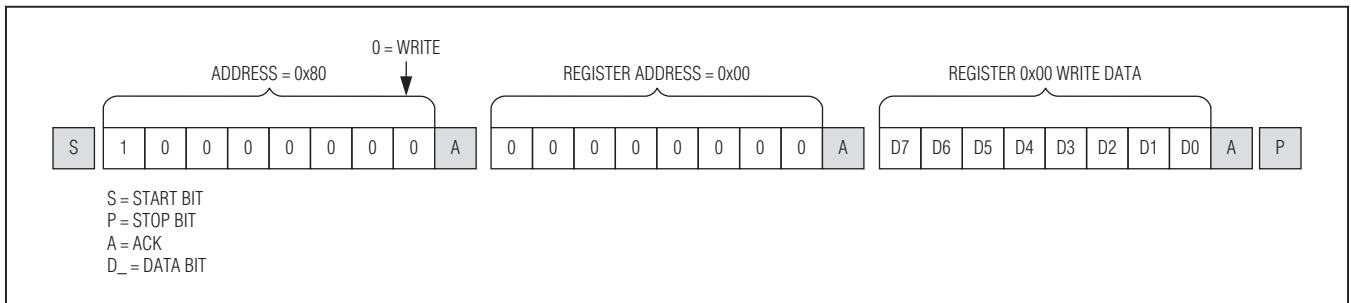 0 = WRITE
ADDRESS = 0x80 REGISTER ADDRESS = 0x00 REGISTER 0x00 WRITE DATA
S 1 0 0 0 0 0 0 0 A 0 0 0 0 0 0 0 0 A D7 D6 D5 D4 D3 D2 D1 D0 A P
S = START BIT
P = STOP BIT
A = ACK
D_ = DATA BIT